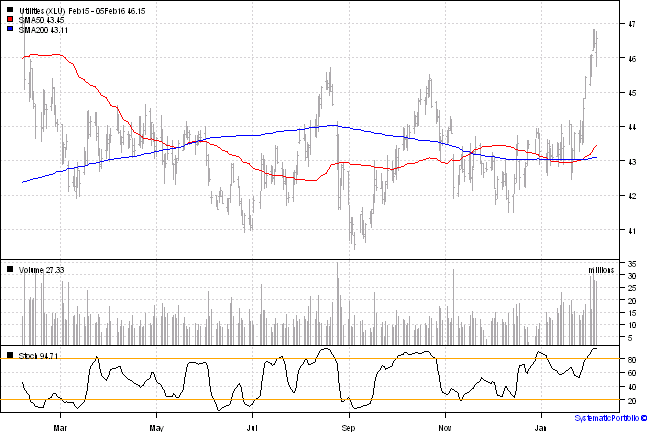 Utilities (XLU) Feb15 - 05Feb16 46.15
SMA50 43.45
SMA200 43.11
47
46
45
44
43
42
41
Volume 27.33
millions
35
30
25
20
15
10
5
Stoch 94.71
80
60
40
20
Mar May Jul Sep Nov Jan
SystematicPortfolio ©